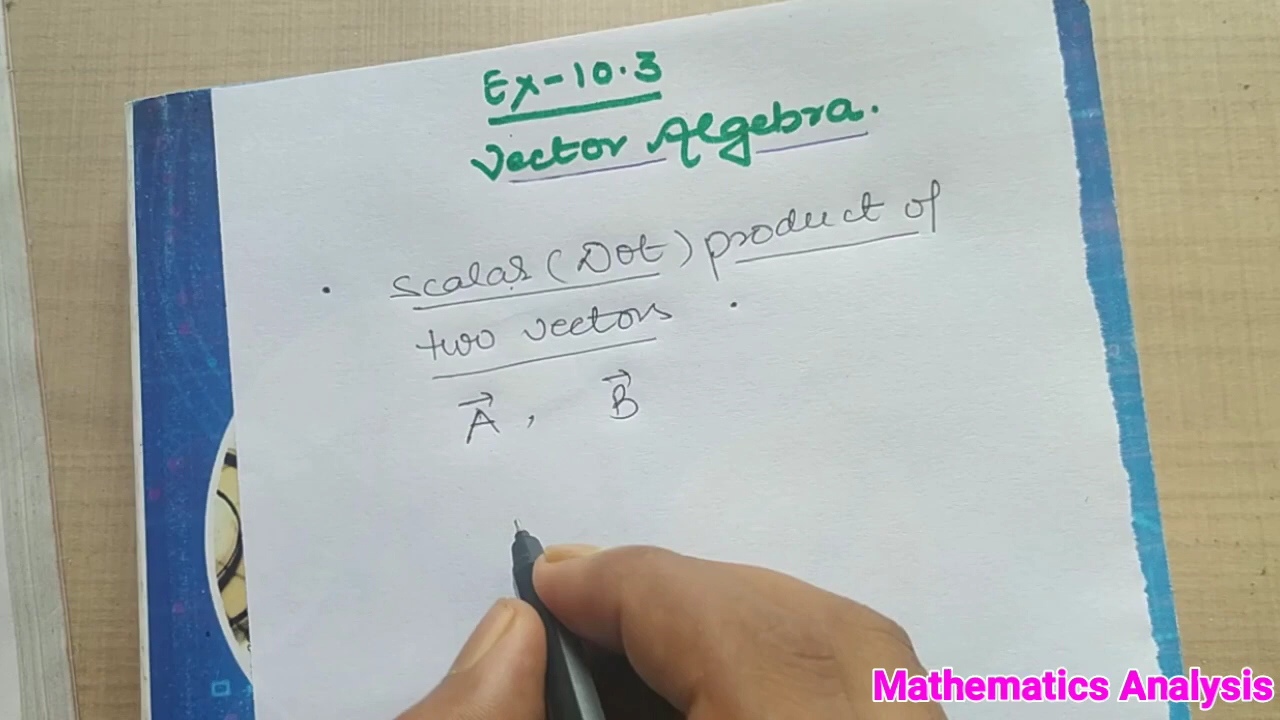 Ex-10.3
Vector Algebra.
• Scalar (Dot) product of
two vectors .
A⃗ , B⃗
Mathematics Analysis